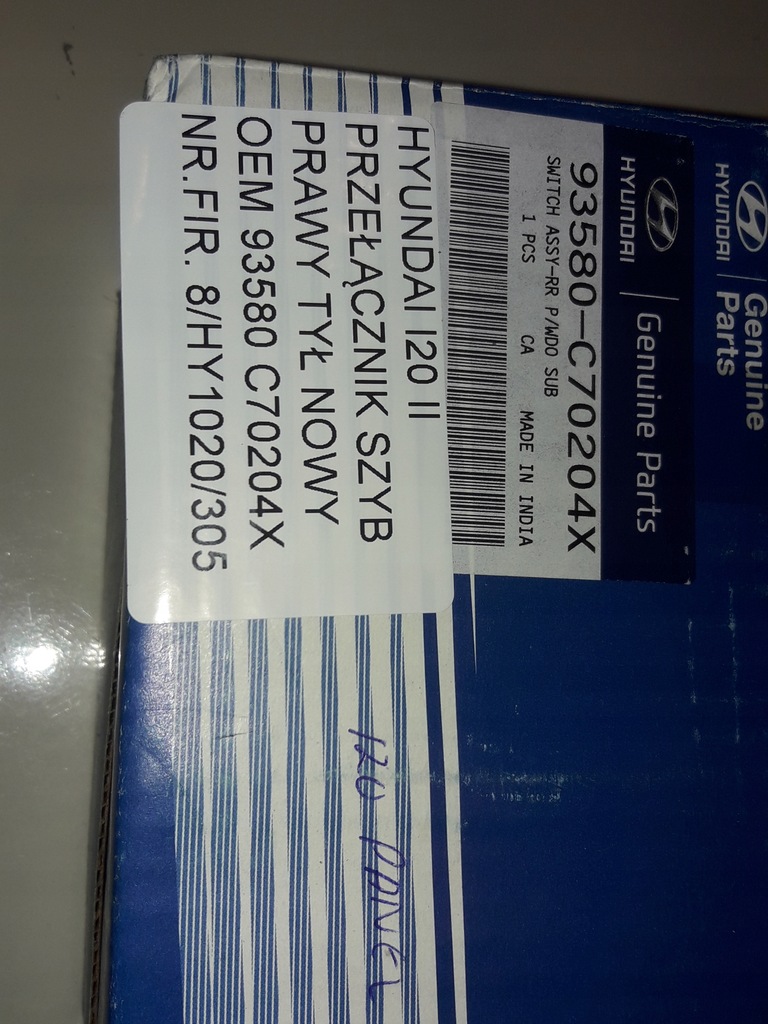 HYUNDAI | Genuine
Parts
HYUNDAI | Genuine Parts
93580-C70204X
SWITCH ASSY-RR P/WDO SUB
1 PCS CA MADE IN INDIA
HYUNDAI I20 II
PRZEŁĄCZNIK SZYB
PRAWY TYŁ NOWY
OEM 93580 C70204X
NR.FIR. 8/HY1020/305
I20 PANEL